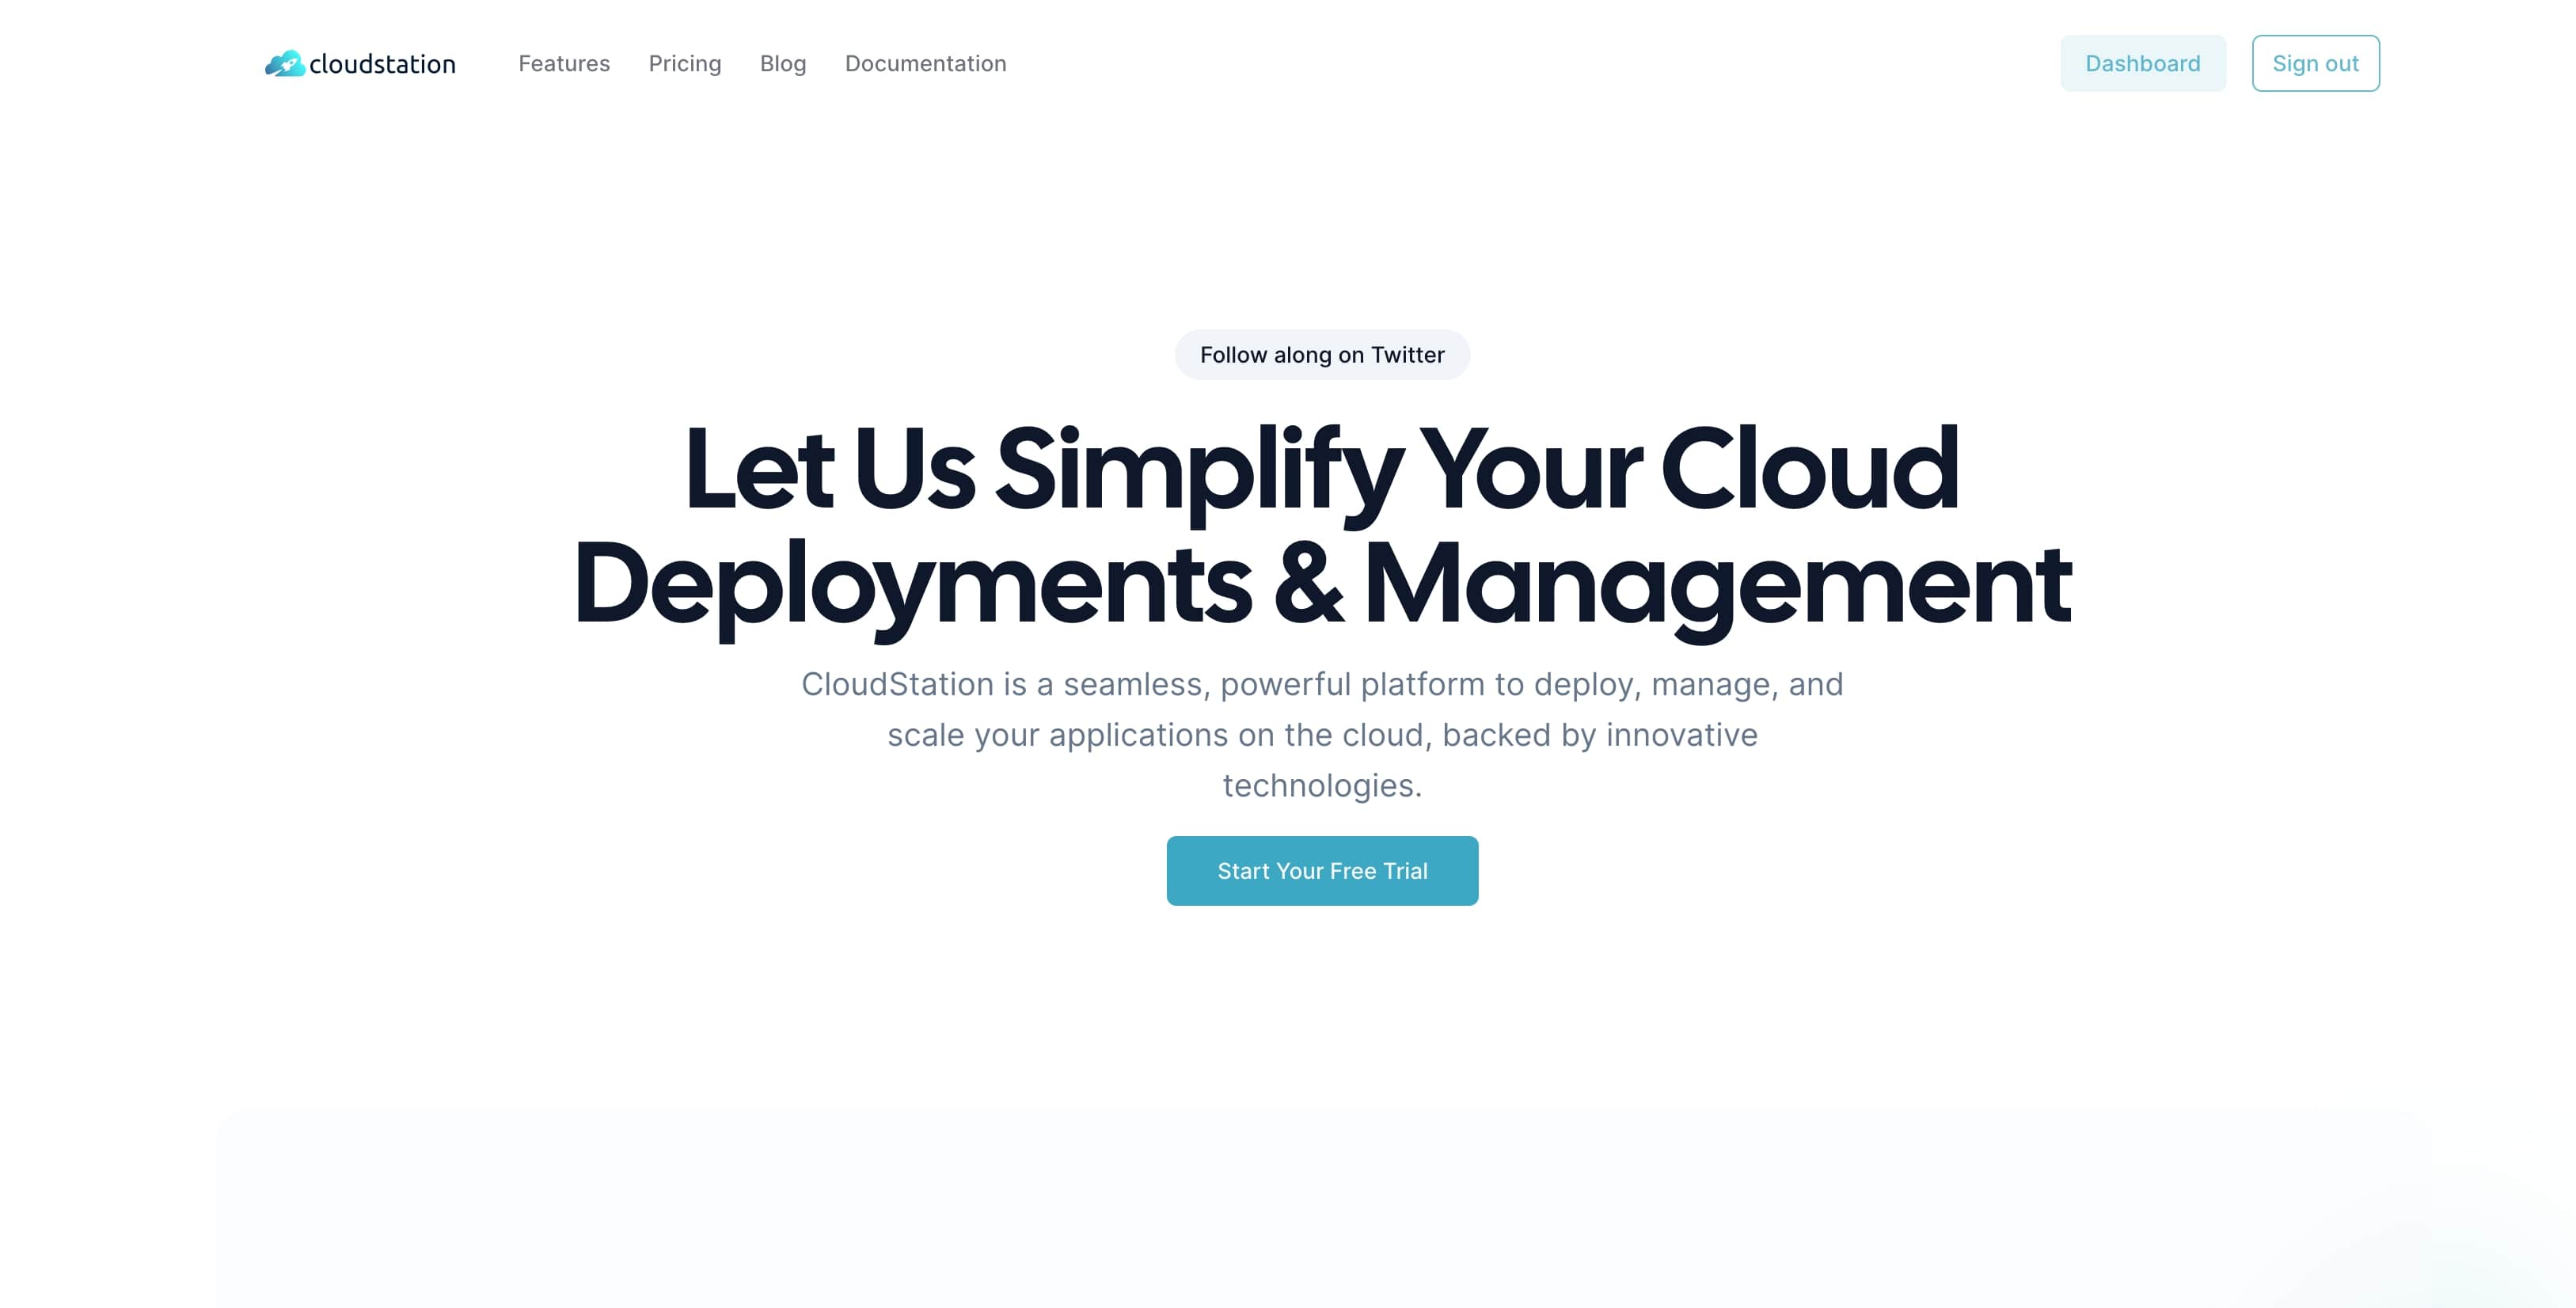 cloudstation
Features
Pricing
Blog
Documentation
Dashboard
Sign out
Follow along on Twitter
Let Us Simplify Your Cloud
Deployments & Management
CloudStation is a seamless, powerful platform to deploy, manage, and
scale your applications on the cloud, backed by innovative
technologies.
Start Your Free Trial